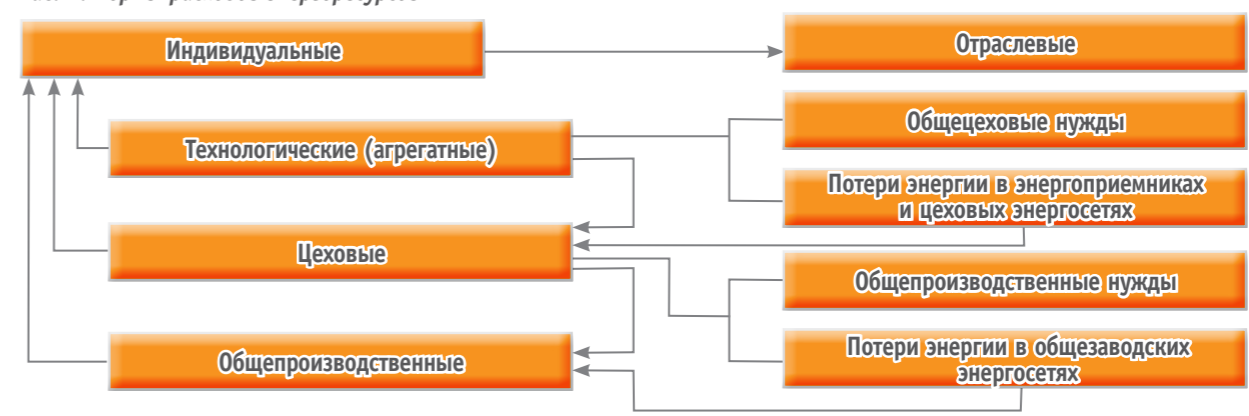 Индивидуальные
Отраслевые
Общецеховые нужды
Технологические (агрегатные)
Потери энергии в энергоприемниках
и цеховых энергосетях
Цеховые
Общепроизводственные нужды
Общепроизводственные
Потери энергии в общезаводских
энергосетях